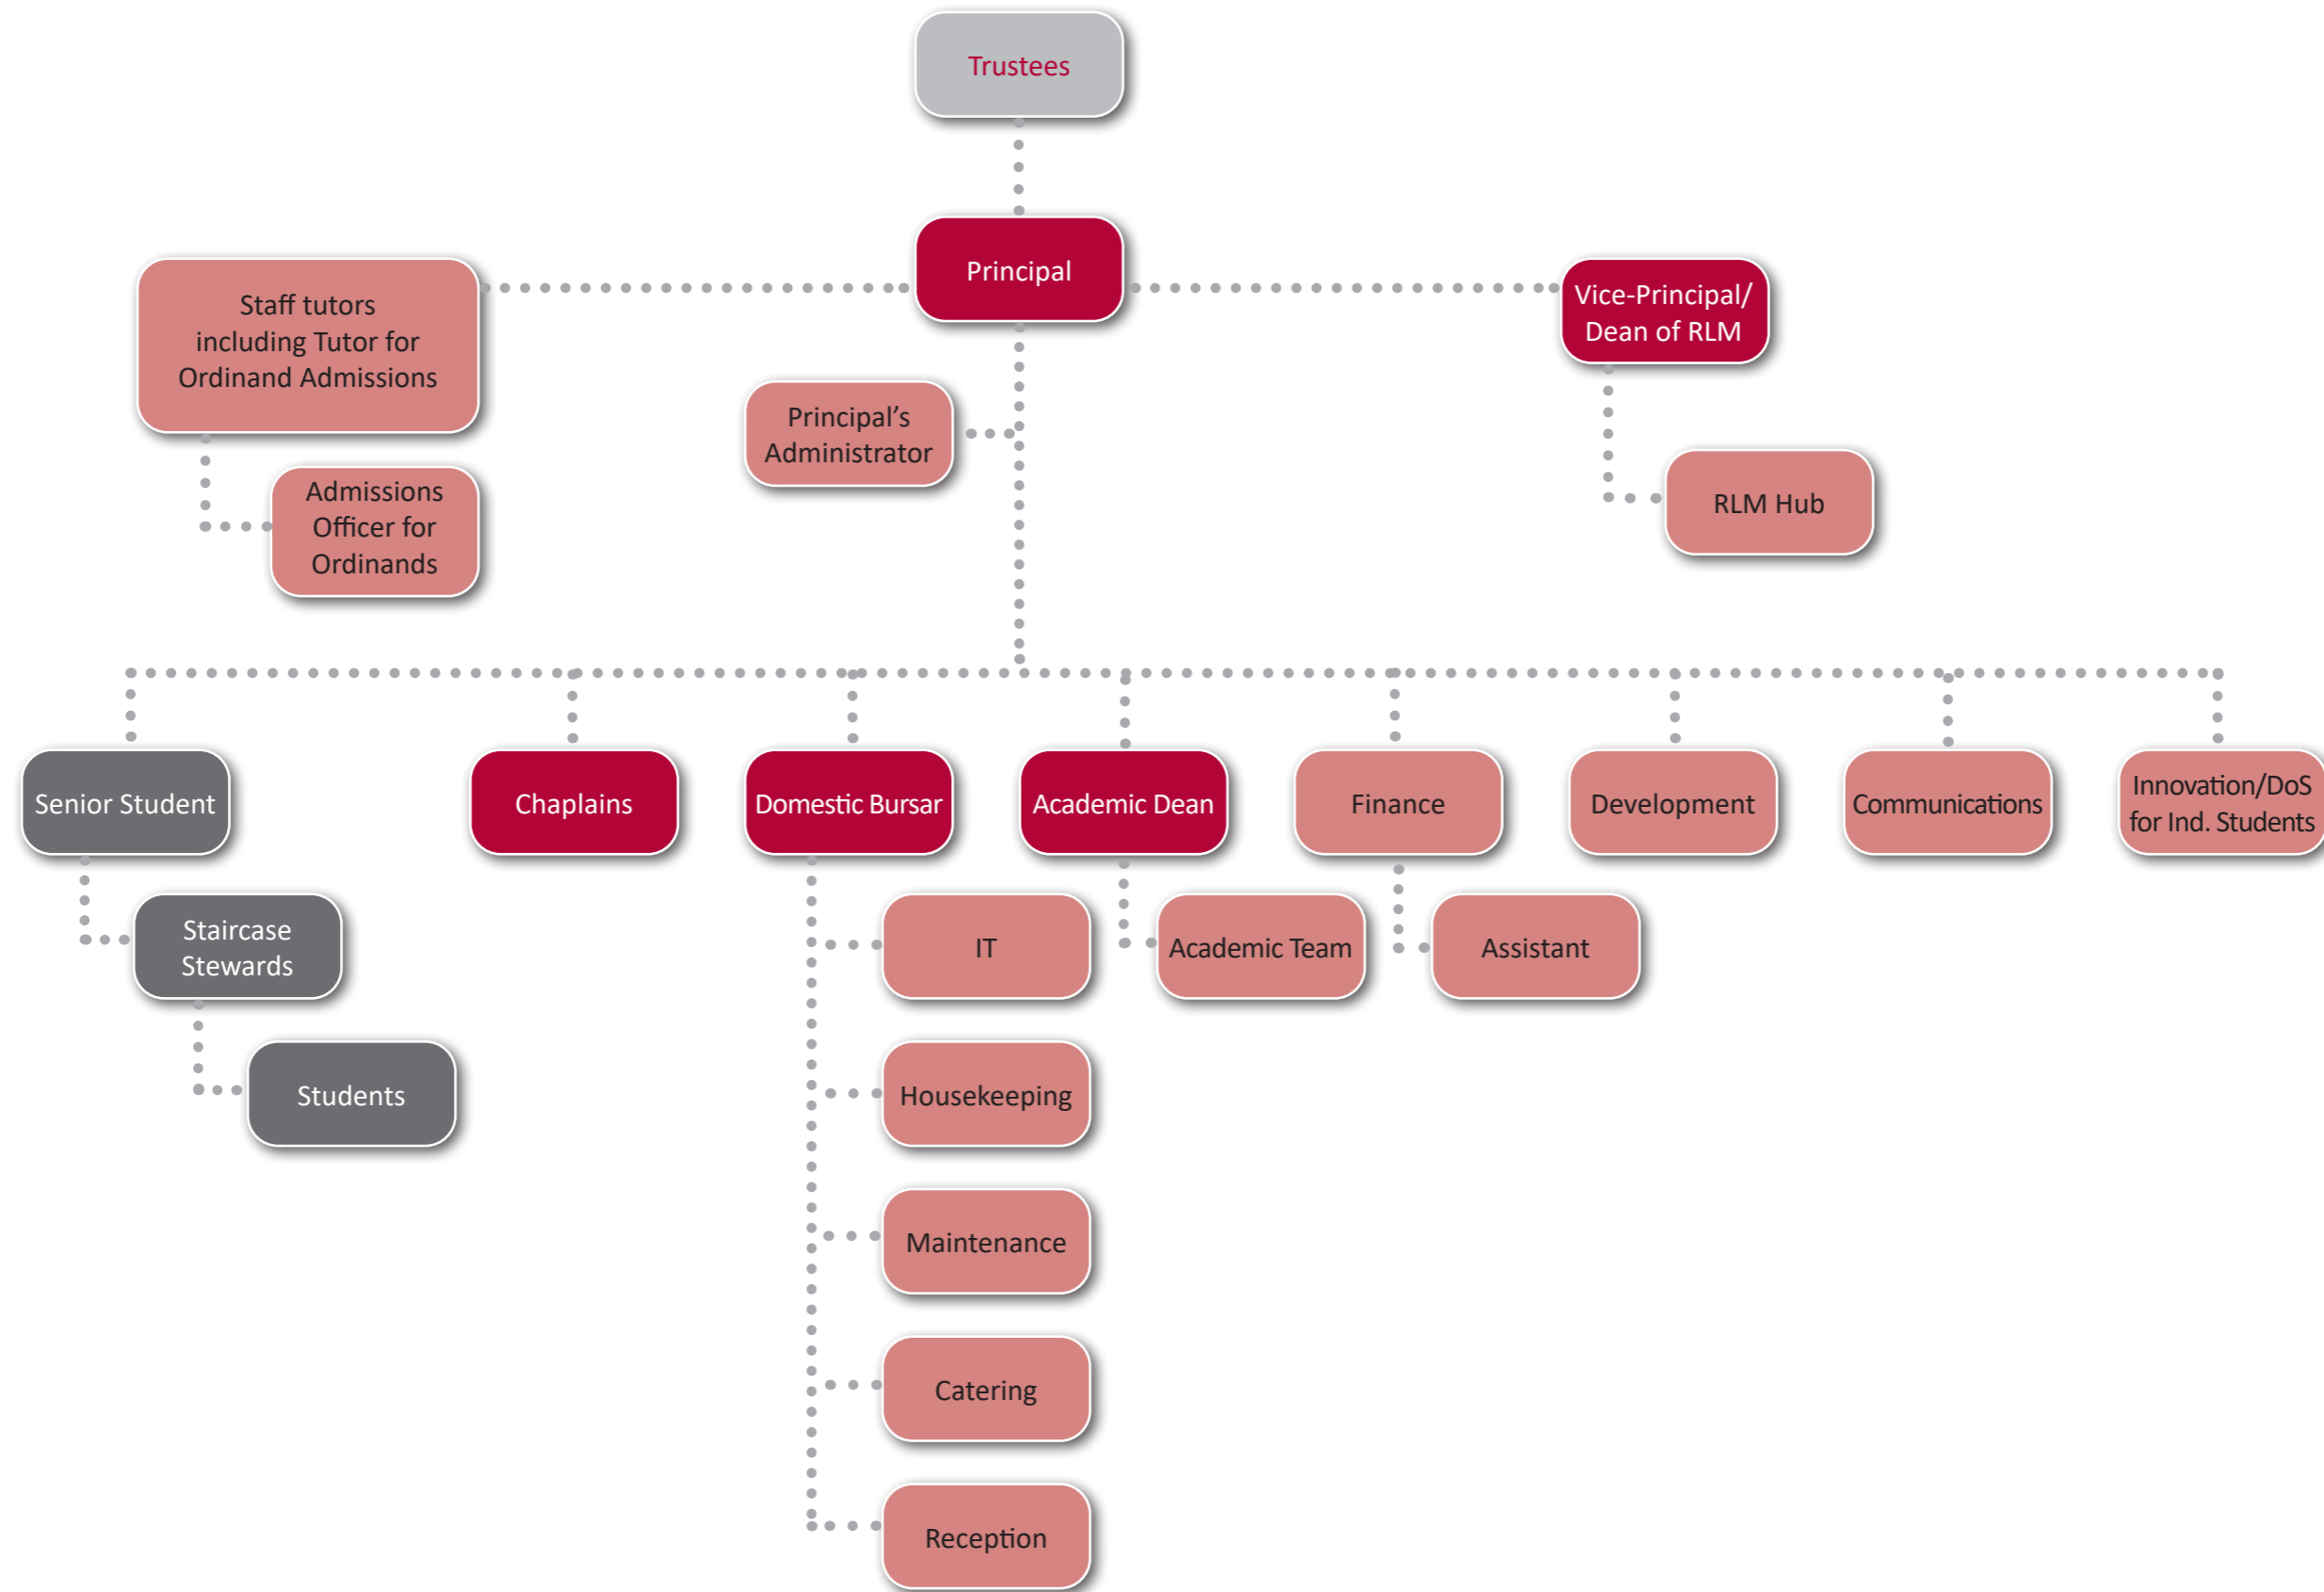 Trustees
Principal
Staff tutors
including Tutor for
Ordinand Admissions
Vice-Principal/
Dean of RLM
Principal’s
Administrator
Admissions
Officer for
Ordinands
RLM Hub
Senior Student
Chaplains
Domestic Bursar
Academic Dean
Finance
Development
Communications
Innovation/DoS
for Ind. Students
Staircase
Stewards
IT
Academic Team
Assistant
Students
Housekeeping
Maintenance
Catering
Reception